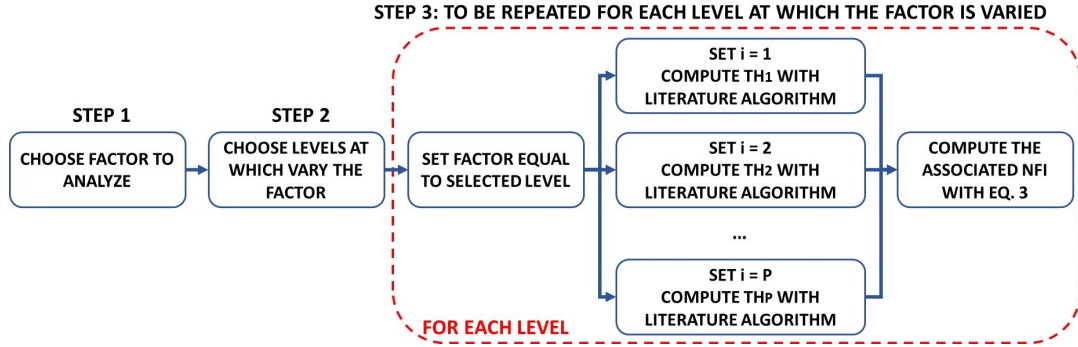 STEP 3: TO BE REPEATED FOR EACH LEVEL AT WHICH THE FACTOR IS VARIED
STEP 1
CHOOSE FACTOR TO
ANALYZE
STEP 2
CHOOSE LEVELS AT
WHICH VARY THE
FACTOR
SET FACTOR EQUAL
TO SELECTED LEVEL
SET i = 1
COMPUTE TH1 WITH
LITERATURE ALGORITHM
SET i = 2
COMPUTE TH2 WITH
LITERATURE ALGORITHM
...
SET i = P
COMPUTE THP WITH
LITERATURE ALGORITHM
COMPUTE THE
ASSOCIATED NFI
WITH EQ. 3
FOR EACH LEVEL